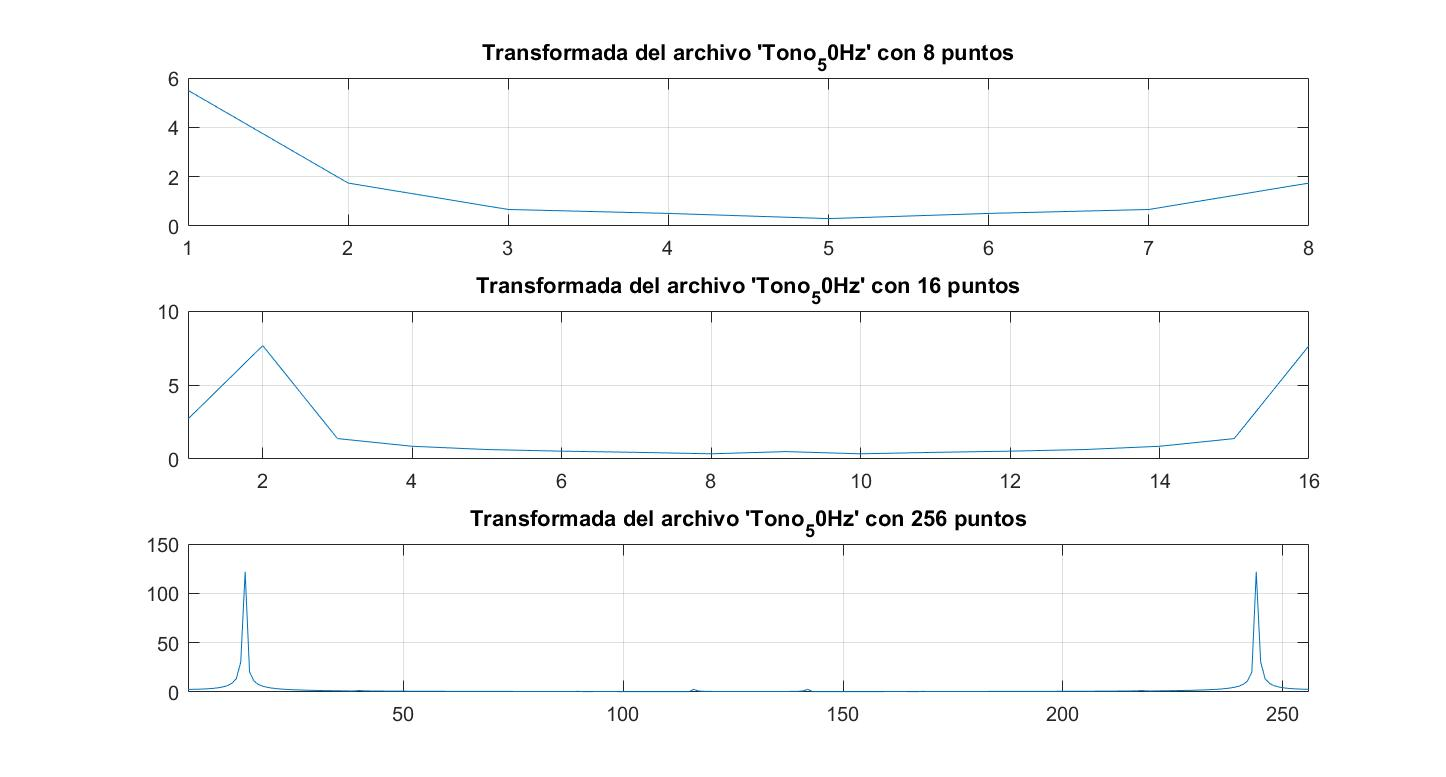 Transformada del archivo 'Tono₅0Hz' con 8 puntos
6
4
2
0
1 2 3 4 5 6 7 8
Transformada del archivo 'Tono₅0Hz' con 16 puntos
10
5
0
2 4 6 8 10 12 14 16
Transformada del archivo 'Tono₅0Hz' con 256 puntos
150
100
50
0
50 100 150 200 250